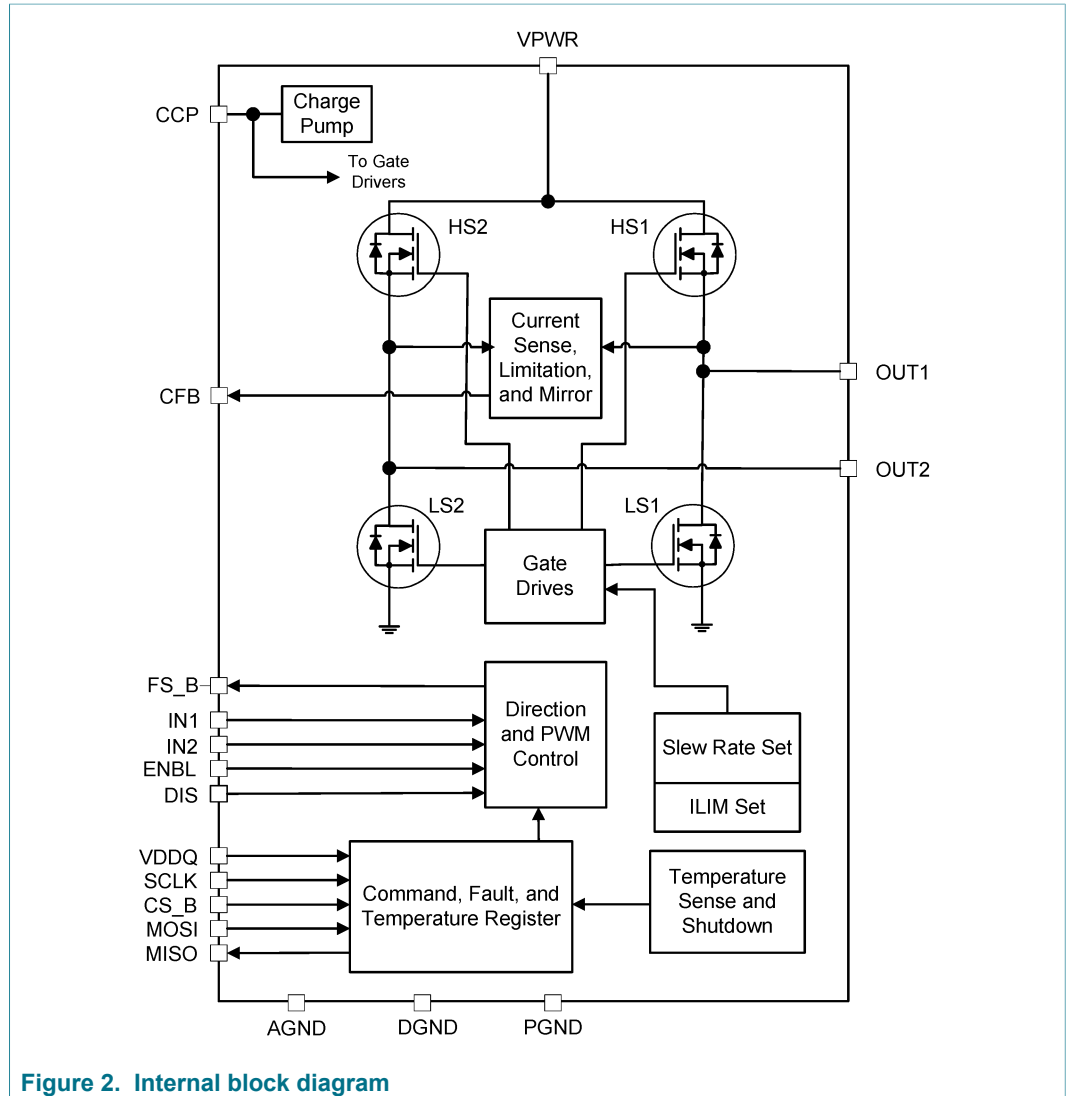 VPWR
CCP
Charge
Pump
To Gate
Drivers
HS2
HS1
Current
Sense,
Limitation,
and Mirror
OUT1
CFB
OUT2
LS2
LS1
Gate
Drives
FS_B
IN1
IN2
ENBL
DIS
Direction
and PWM
Control
Slew Rate Set
ILIM Set
VDDQ
SCLK
CS_B
MOSI
MISO
Command, Fault, and
Temperature Register
Temperature
Sense and
Shutdown
AGND
DGND
PGND
Figure 2. Internal block diagram